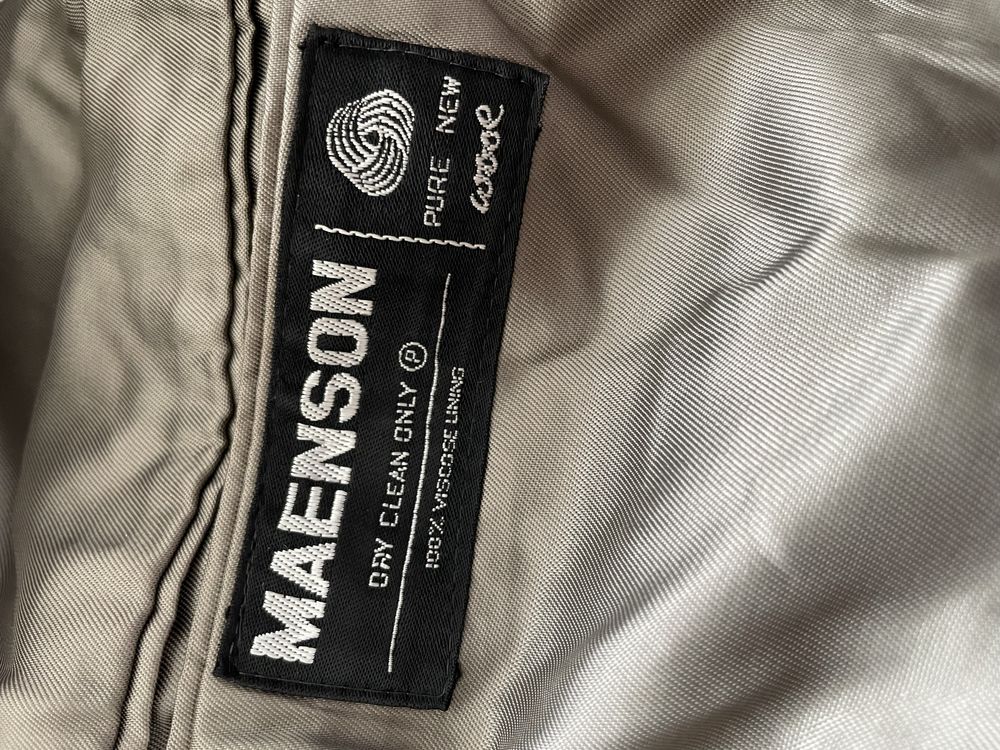 MAENSON
DRY CLEAN ONLY Ⓟ
100% VISCOSE LINING
PURE NEW
wool